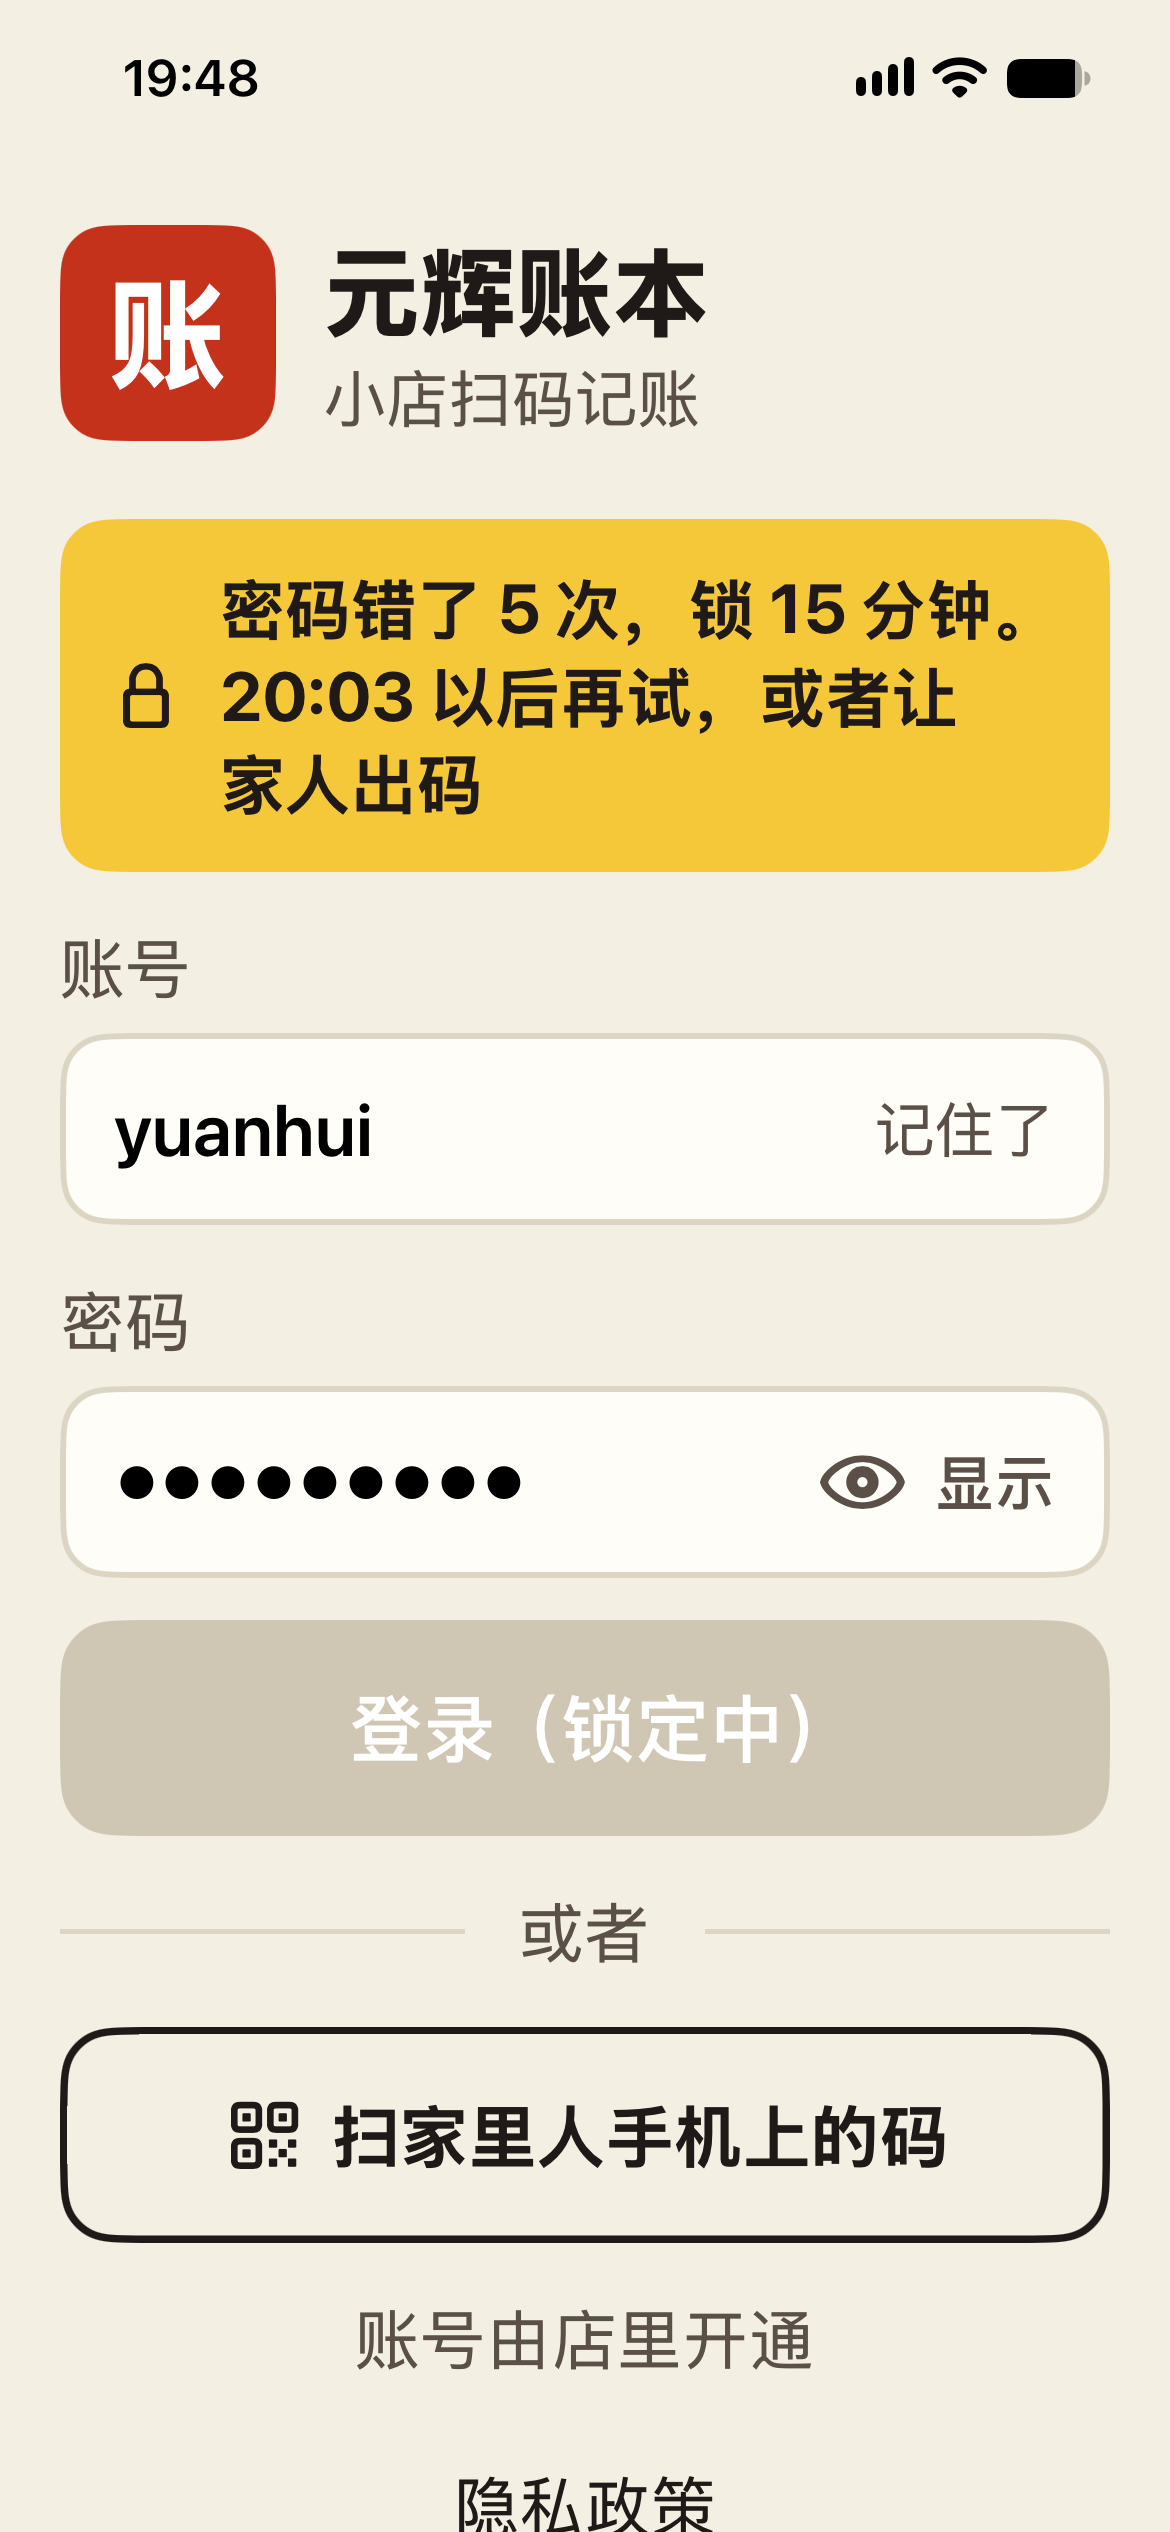 19:48
账
元辉账本
小店扫码记账
密码错了 5 次，锁 15 分钟。
20:03 以后再试，或者让
家人出码
账号
yuanhui
记住了
密码
显示
登录（锁定中）
或者
扫家里人手机上的码
账号由店里开通
隐私政策